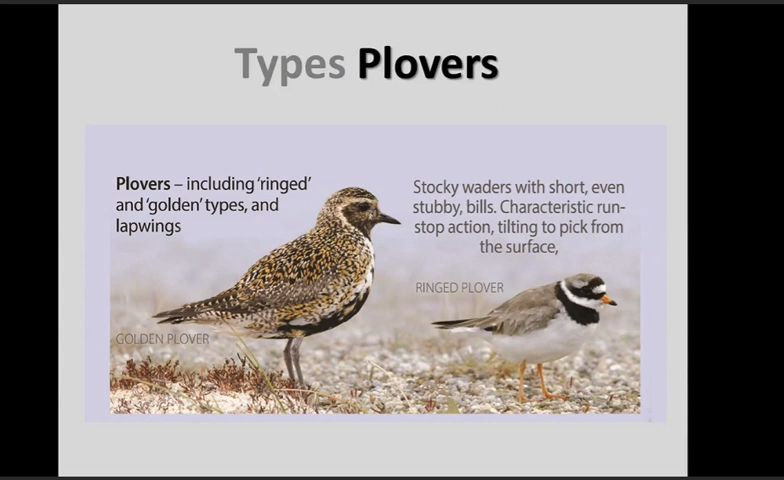 Types Plovers
Plovers – including ‘ringed’
and ‘golden’ types, and
lapwings
Stocky waders with short, even
stubby, bills. Characteristic run-
stop action, tilting to pick from
the surface,
RINGED PLOVER
GOLDEN PLOVER